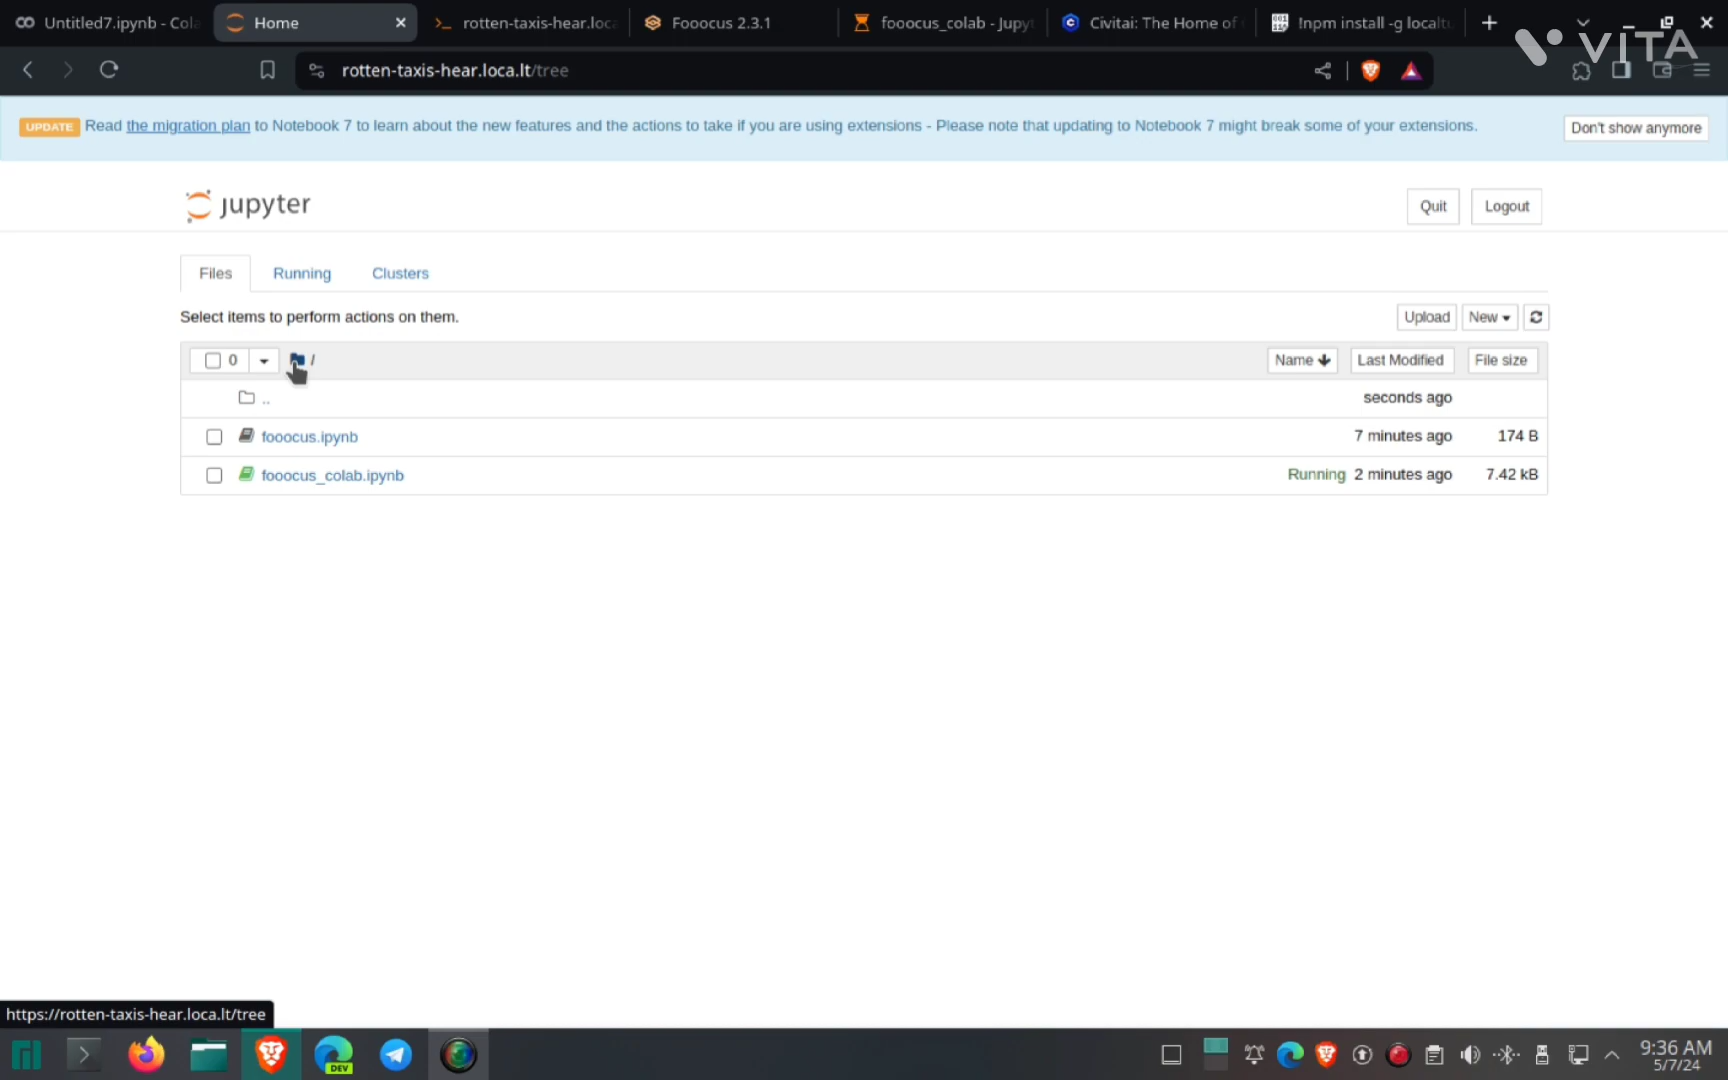 Untitled7.ipynb - Cola
Home
rotten-taxis-hear.loca
Fooocus 2.3.1
fooocus_colab - Jupyt
Civitai: The Home of
!npm install -g localtu
VITA
rotten-taxis-hear.loca.lt/tree
UPDATE Read the migration plan to Notebook 7 to learn about the new features and the actions to take if you are using extensions - Please note that updating to Notebook 7 might break some of your extensions.
Don't show anymore
jupyter
Quit
Logout
Files
Running
Clusters
Select items to perform actions on them.
Upload
New
0
/
Name
Last Modified
File size
..
seconds ago
fooocus.ipynb
7 minutes ago
174 B
fooocus_colab.ipynb
Running
2 minutes ago
7.42 kB
https://rotten-taxis-hear.loca.lt/tree
DEV
9:36 AM
5/7/24